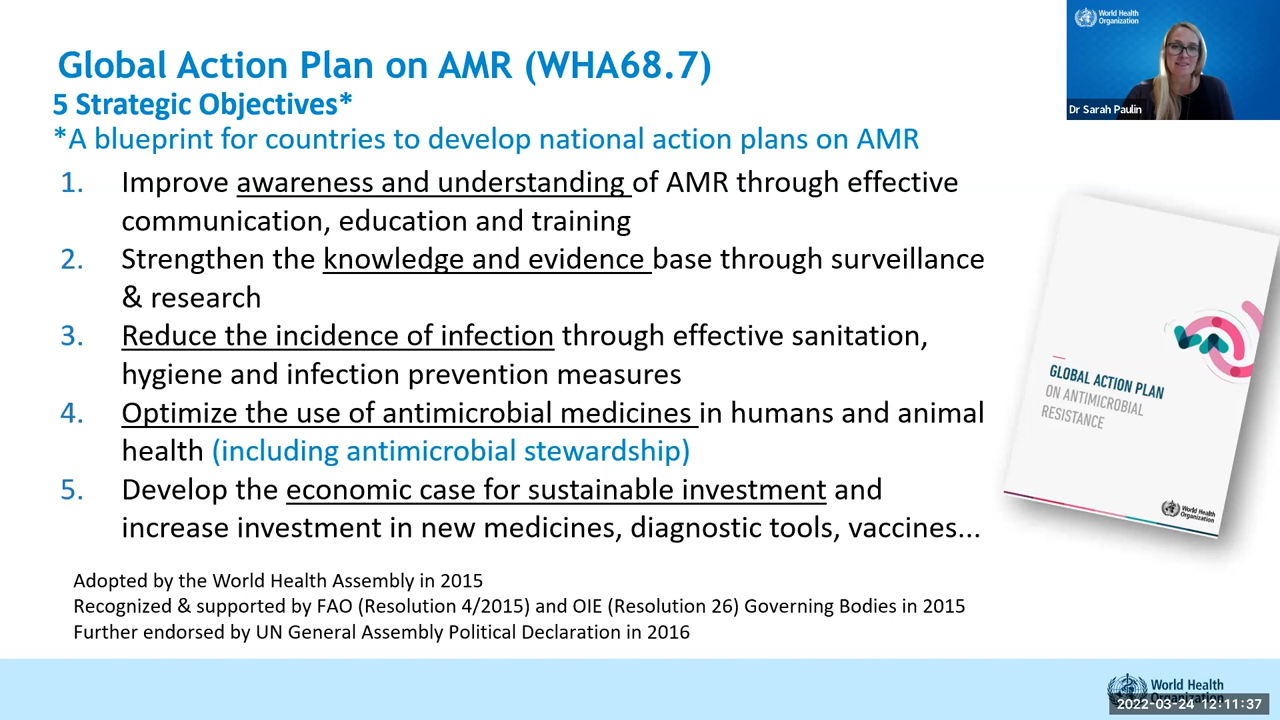 World Health
Organization
Dr Sarah Paulin
Global Action Plan on AMR (WHA68.7)
5 Strategic Objectives*
*A blueprint for countries to develop national action plans on AMR
1. Improve awareness and understanding of AMR through effective
communication, education and training
2. Strengthen the knowledge and evidence base through surveillance
& research
3. Reduce the incidence of infection through effective sanitation,
hygiene and infection prevention measures
4. Optimize the use of antimicrobial medicines in humans and animal
health (including antimicrobial stewardship)
5. Develop the economic case for sustainable investment and
increase investment in new medicines, diagnostic tools, vaccines...
GLOBAL ACTION PLAN
ON ANTIMICROBIAL
RESISTANCE
World Health
Organization
Adopted by the World Health Assembly in 2015
Recognized & supported by FAO (Resolution 4/2015) and OIE (Resolution 26) Governing Bodies in 2015
Further endorsed by UN General Assembly Political Declaration in 2016
World Health
Organization
2022-03-24 12:11:37